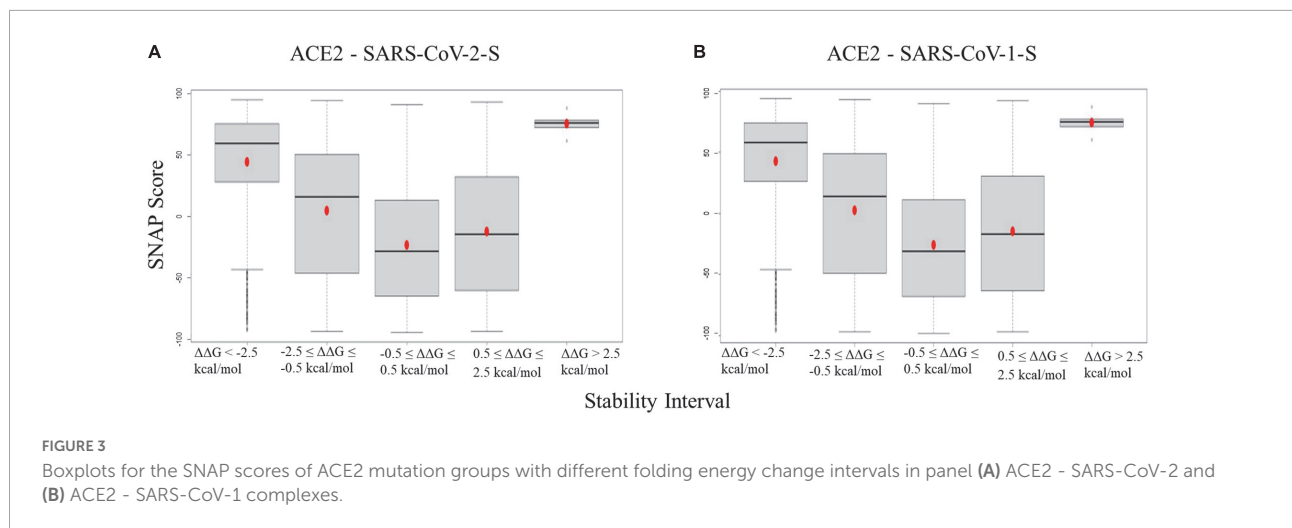 A
ACE2 - SARS-CoV-2-S
B
ACE2 - SARS-CoV-1-S
SNAP Score
100
50
0
-50
-100
100
50
0
-50
-100
ΔΔG < -2.5
kcal/mol
-2.5 ≤ ΔΔG ≤
-0.5 kcal/mol
-0.5 ≤ ΔΔG ≤
0.5 kcal/mol
0.5 ≤ ΔΔG ≤
2.5 kcal/mol
ΔΔG > 2.5
kcal/mol
ΔΔG < -2.5
kcal/mol
-2.5 ≤ ΔΔG ≤
-0.5 kcal/mol
-0.5 ≤ ΔΔG ≤
0.5 kcal/mol
0.5 ≤ ΔΔG ≤
2.5 kcal/mol
ΔΔG > 2.5
kcal/mol
Stability Interval
FIGURE 3
Boxplots for the SNAP scores of ACE2 mutation groups with different folding energy change intervals in panel (A) ACE2 - SARS-CoV-2 and
(B) ACE2 - SARS-CoV-1 complexes.